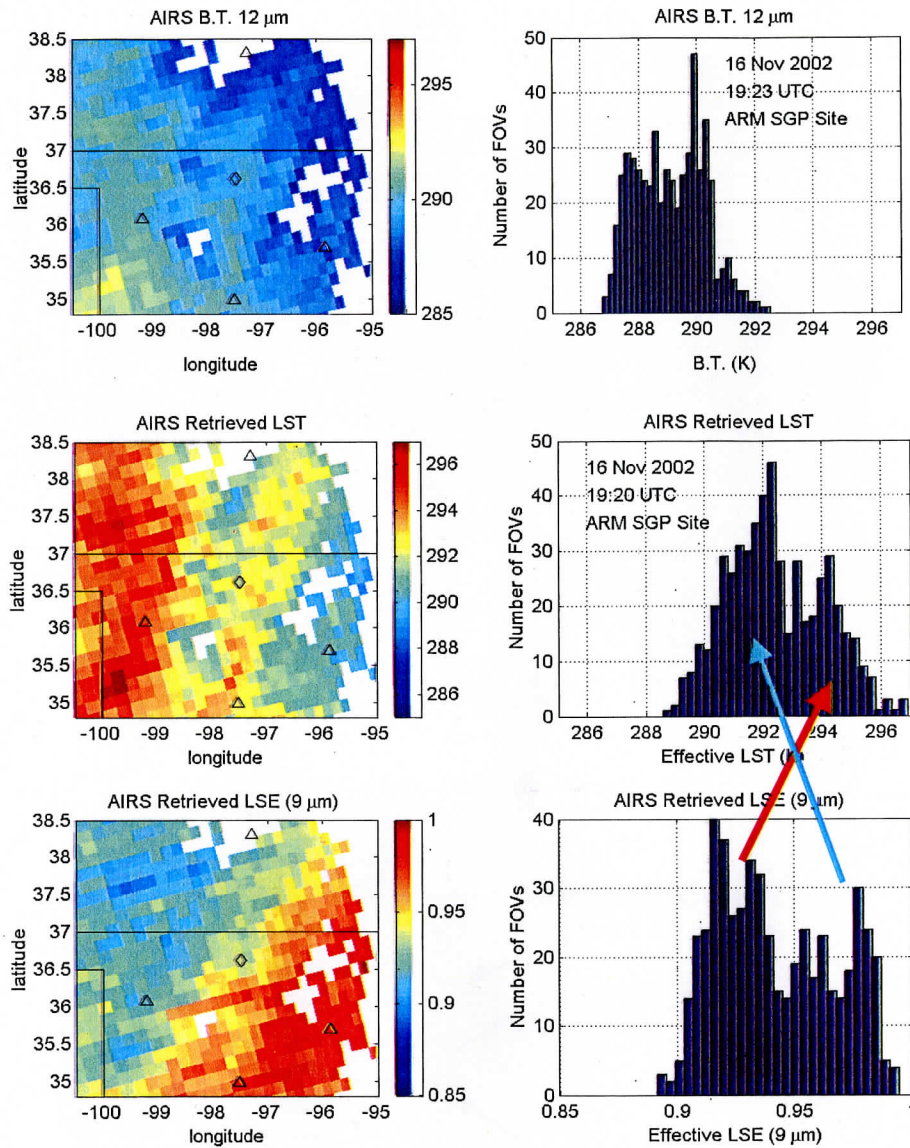 AIRS B.T. 12 μm
38.5
38
37.5
37
36.5
36
35.5
35
latitude
-100 -99 -98 -97 -96 -95
longitude
295
290
285
AIRS B.T. 12 μm
50
40
30
20
10
0
Number of FOVs
16 Nov 2002
19:23 UTC
ARM SGP Site
286 288 290 292 294 296
B.T. (K)
AIRS Retrieved LST
38.5
38
37.5
37
36.5
36
35.5
35
latitude
-100 -99 -98 -97 -96 -95
longitude
296
294
292
290
288
286
AIRS Retrieved LST
50
40
30
20
10
0
Number of FOVs
16 Nov 2002
19:20 UTC
ARM SGP Site
286 288 290 292 294 296
Effective LST (K)
AIRS Retrieved LSE (9 μm)
38.5
38
37.5
37
36.5
36
35.5
35
latitude
-100 -99 -98 -97 -96 -95
longitude
1
0.95
0.9
0.85
AIRS Retrieved LSE (9 μm)
40
30
20
10
0
Number of FOVs
0.85 0.9 0.95
Effective LSE (9 μm)